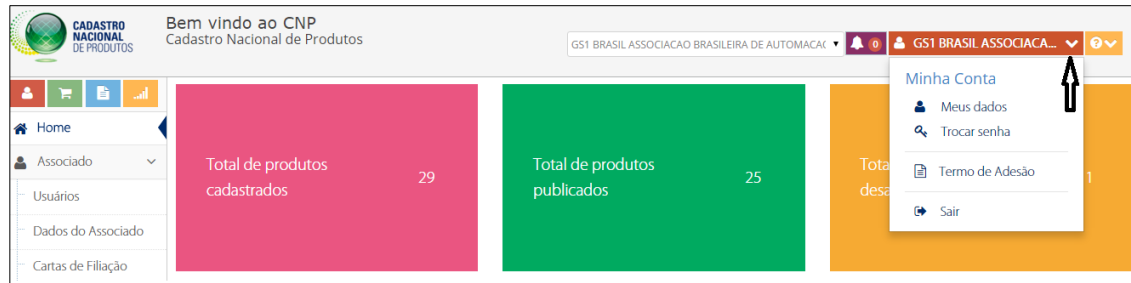 CADASTRO
NACIONAL
DE PRODUTOS
Bem vindo ao CNP
Cadastro Nacional de Produtos
GS1 BRASIL ASSOCIACAO BRASILEIRA DE AUTOMACAC
0
GS1 BRASIL ASSOCIACA...
?
Minha Conta
Meus dados
Trocar senha
Termo de Adesão
Sair
Home
Associado
Usuários
Dados do Associado
Cartas de Filiação
Total de produtos
cadastrados
29
Total de produtos
publicados
25
Tota
desa
1